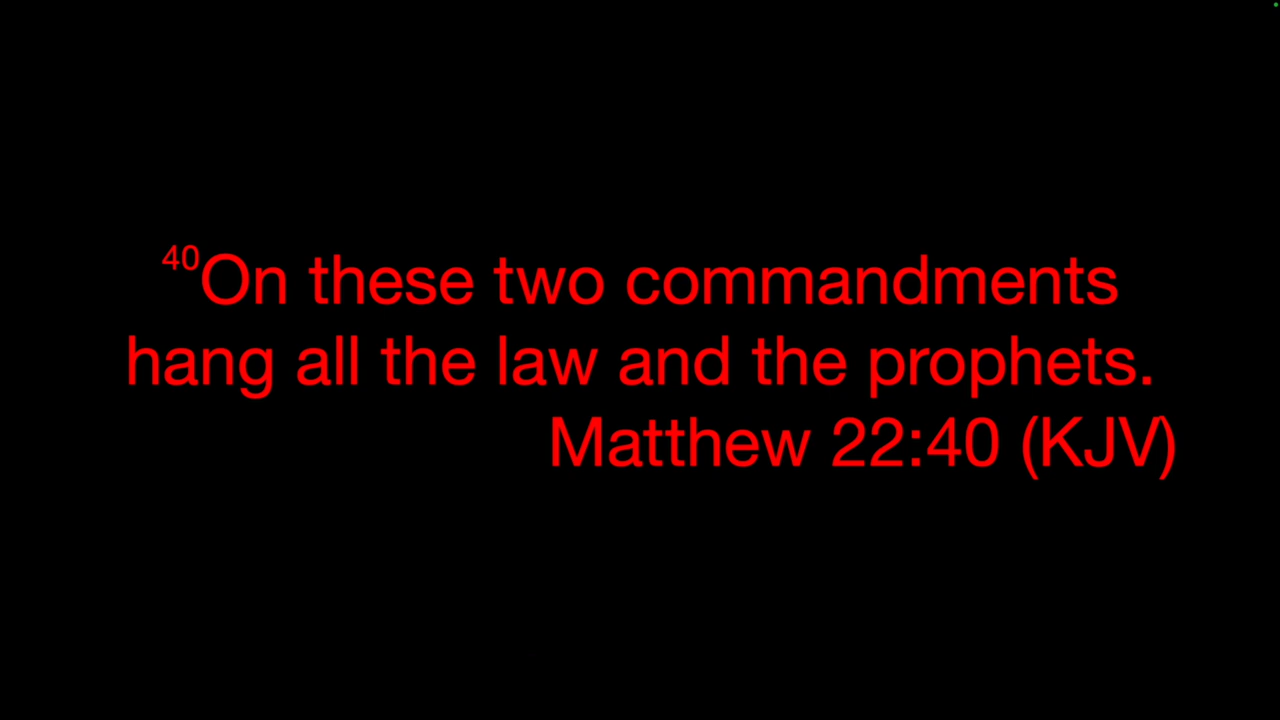 40On these two commandments
hang all the law and the prophets.
Matthew 22:40 (KJV)